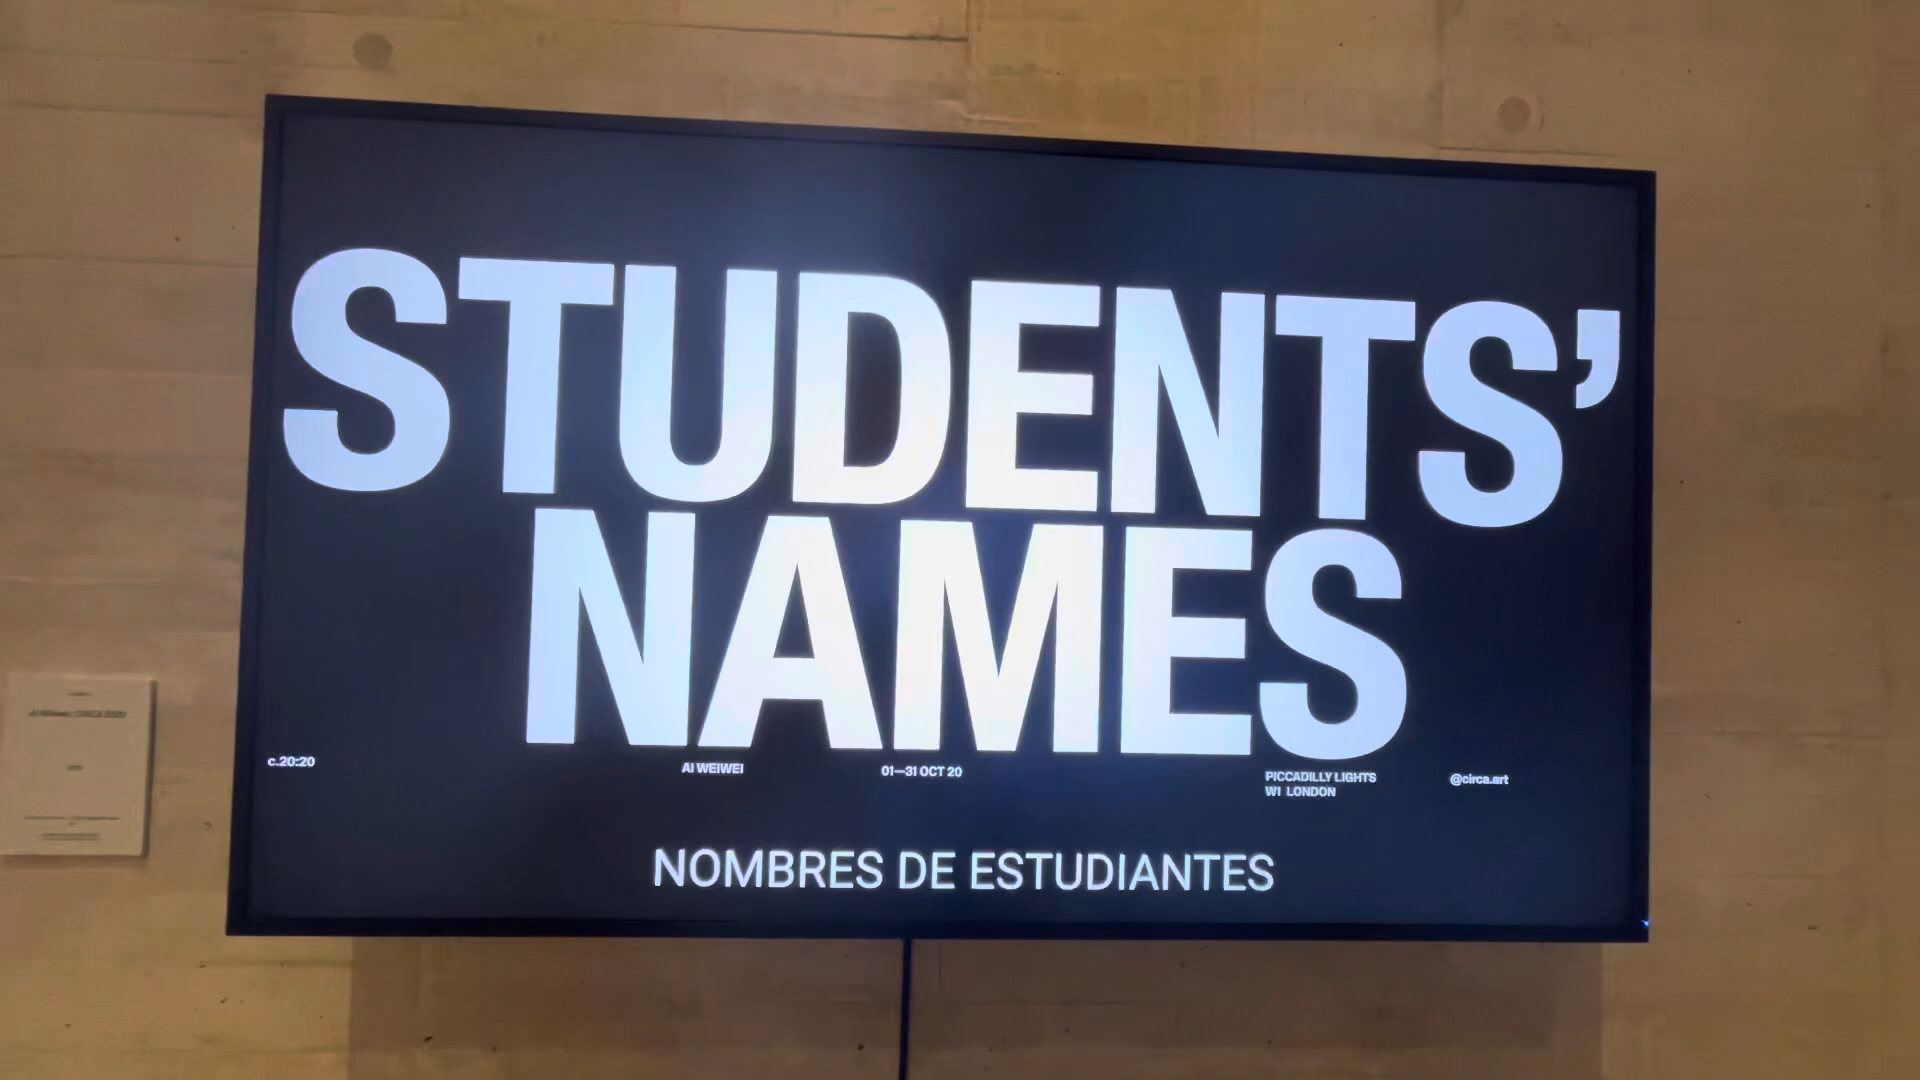 STUDENTS’
NAMES
c.20:20
AI WEIWEI
01—31 OCT 20
PICCADILLY LIGHTS
W1 LONDON
@circa.art
NOMBRES DE ESTUDIANTES